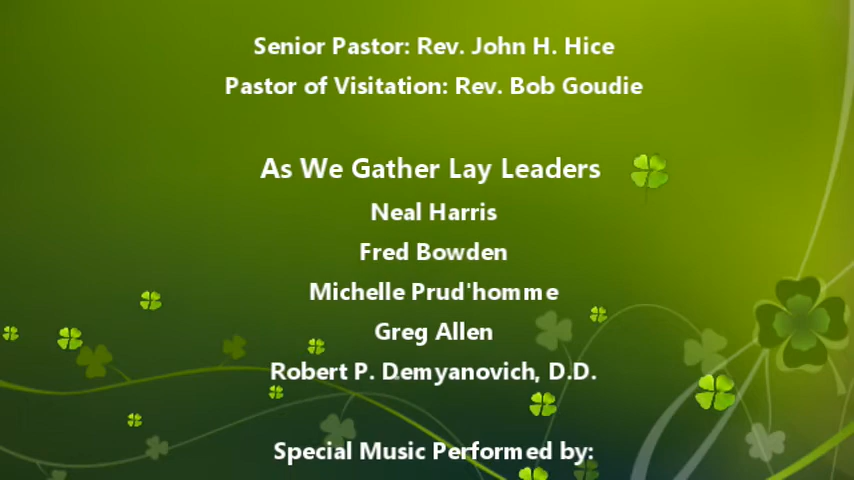 Senior Pastor: Rev. John H. Hice
Pastor of Visitation: Rev. Bob Goudie
As We Gather Lay Leaders
Neal Harris
Fred Bowden
Michelle Prud'homme
Greg Allen
Robert P. Demyanovich, D.D.
Special Music Performed by: